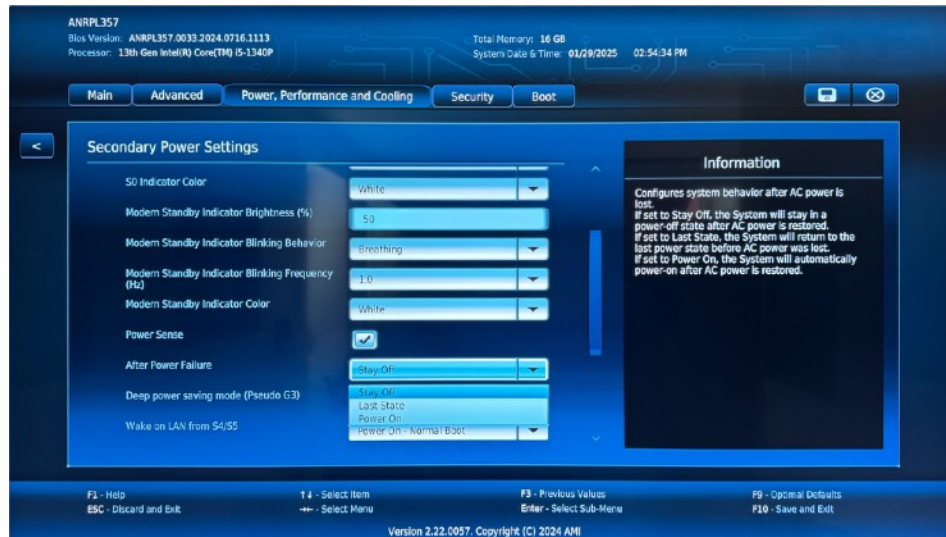 ANRPL357
Bios Version: ANRPL357.0033.2024.0716.1113
Processor: 13th Gen Intel(R) Core(TM) i5-1340P
Total Memory: 16 GB
System Date & Time: 01/29/2025 02:54:34 PM
Main Advanced Power, Performance and Cooling Security Boot
<
Secondary Power Settings
S0 Indicator Color White
Modern Standby Indicator Brightness (%) 50
Modern Standby Indicator Blinking Behavior Breathing
Modern Standby Indicator Blinking Frequency
(Hz) 1.0
Modern Standby Indicator Color White
Power Sense
After Power Failure Stay Off
Stay Off
Last State
Power On
Deep power saving mode (Pseudo G3)
Wake on LAN from S4/S5 Power On - Normal Boot
Information
Configures system behavior after AC power is
lost.
If set to Stay Off, the System will stay in a
power-off state after AC power is restored.
If set to Last State, the System will return to the
last power state before AC power was lost.
If set to Power On, the System will automatically
power-on after AC power is restored.
F1 - Help
ESC - Discard and Exit
↑↓ - Select Item
→← - Select Menu
F3 - Previous Values
Enter - Select Sub-Menu
F9 - Optimal Defaults
F10 - Save and Exit
Version 2.22.0057. Copyright (C) 2024 AMI